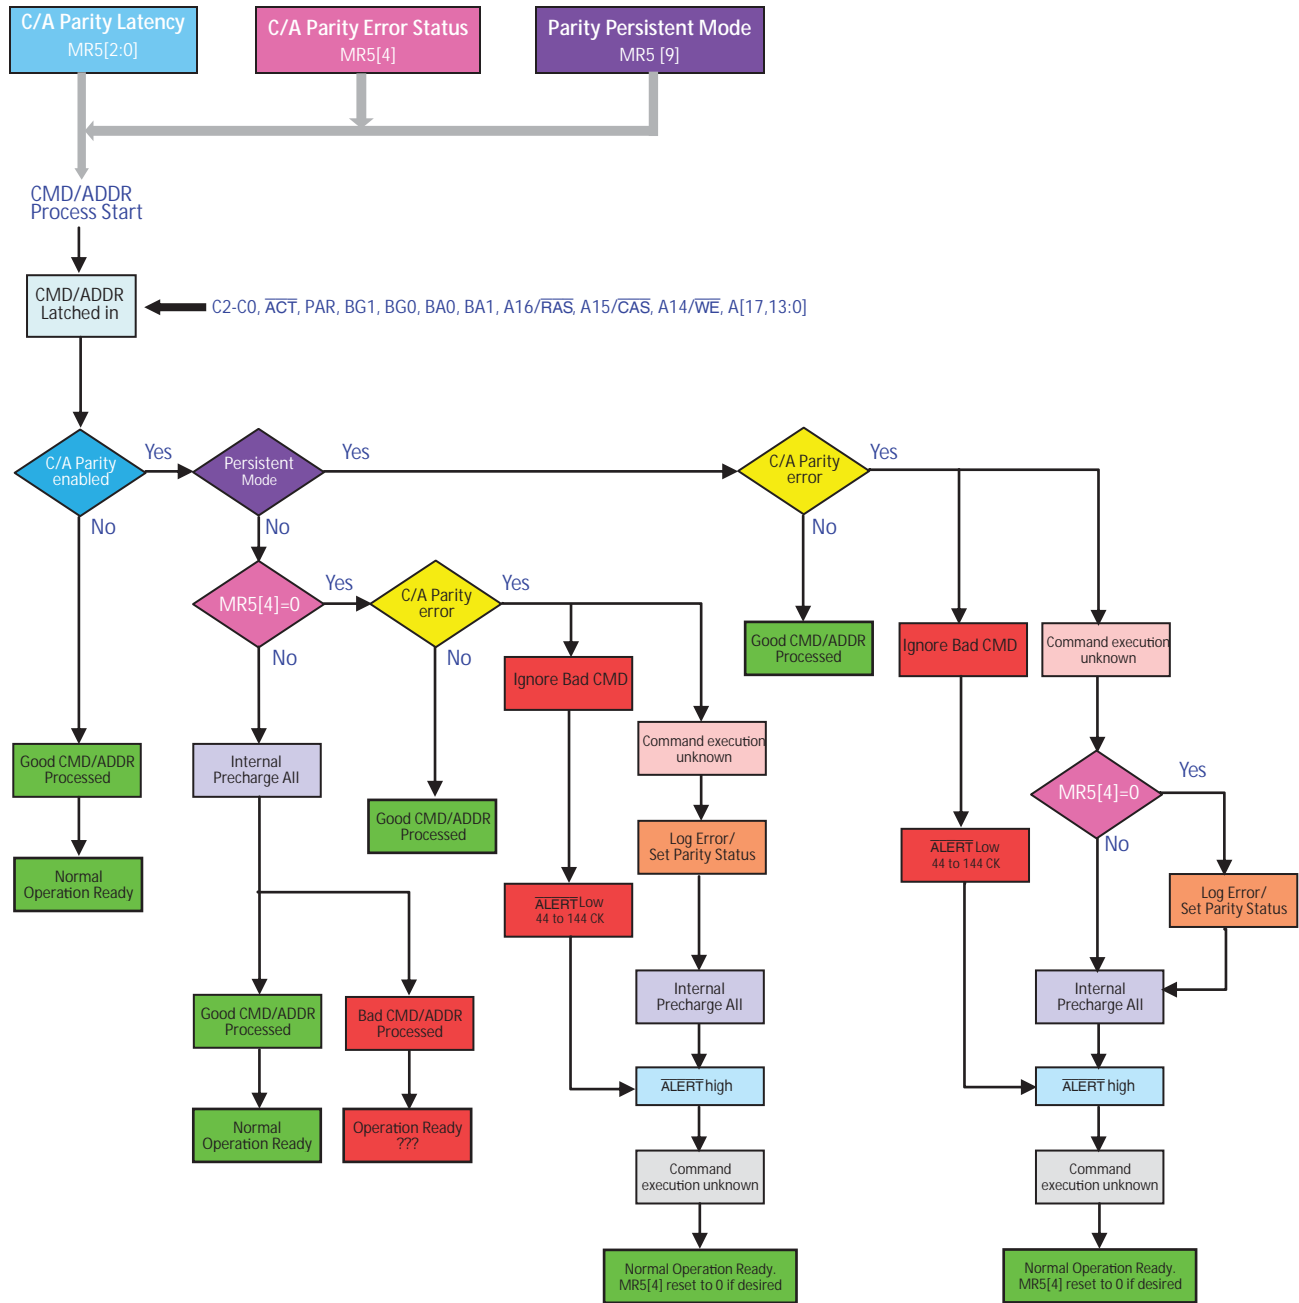 C/A Parity Latency
MR5[2:0]
C/A Parity Error Status
MR5[4]
Parity Persistent Mode
MR5 [9]
CMD/ADDR
Process Start
CMD/ADDR
Latched in
C2-C0, ACT, PAR, BG1, BG0, BA0, BA1, A16/RAS, A15/CAS, A14/WE, A[17,13:0]
C/A Parity
enabled
Yes
No
Persistent
Mode
Yes
No
C/A Parity
error
Yes
No
MR5[4]=0
Yes
No
C/A Parity
error
Yes
No
Good CMD/ADDR
Processed
Ignore Bad CMD
Command execution
unknown
Ignore Bad CMD
Command execution
unknown
Good CMD/ADDR
Processed
Internal
Precharge All
MR5[4]=0
Yes
No
Good CMD/ADDR
Processed
Log Error/
Set Parity Status
ALERT Low
44 to 144 CK
Normal
Operation Ready
ALERT Low
44 to 144 CK
Log Error/
Set Parity Status
Good CMD/ADDR
Processed
Bad CMD/ADDR
Processed
Internal
Precharge All
Internal
Precharge All
ALERT high
ALERT high
Normal
Operation Ready
Operation Ready
???
Command
execution unknown
Command
execution unknown
Normal Operation Ready.
MR5[4] reset to 0 if desired
Normal Operation Ready.
MR5[4] reset to 0 if desired